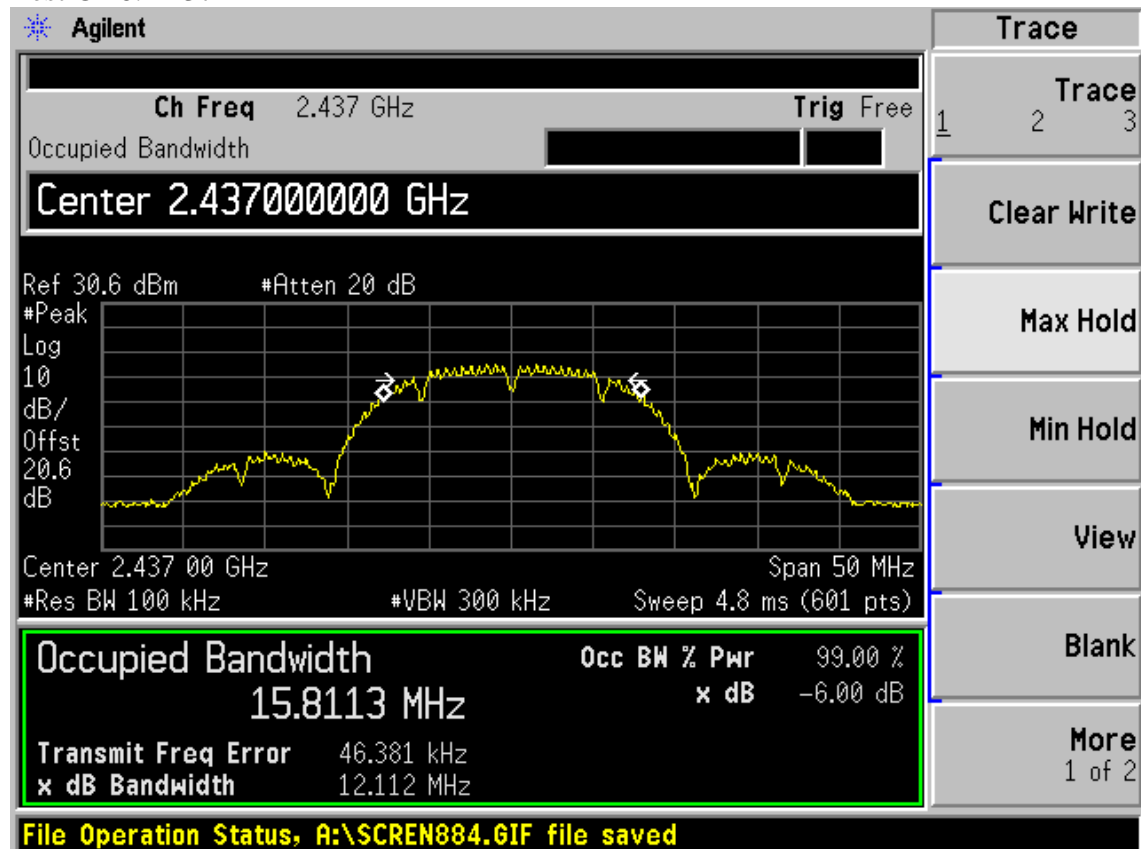 Agilent
Trace
Ch Freq 2.437 GHz Trig Free
Occupied Bandwidth
Center 2.437000000 GHz
Ref 30.6 dBm #Atten 20 dB
#Peak
Log
10
dB/
Offst
20.6
dB
Center 2.437 00 GHz Span 50 MHz
#Res BW 100 kHz #VBW 300 kHz Sweep 4.8 ms (601 pts)
Occupied Bandwidth Occ BW % Pwr 99.00 %
15.8113 MHz x dB -6.00 dB
Transmit Freq Error 46.381 kHz
x dB Bandwidth 12.112 MHz
File Operation Status, A:\SCREN884.GIF file saved
Trace
1 2 3
Clear Write
Max Hold
Min Hold
View
Blank
More
1 of 2